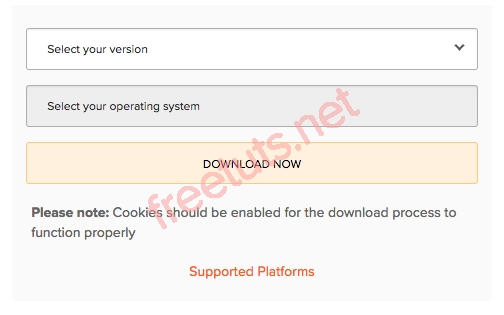 Select your version
Select your operating system
DOWNLOAD NOW
freetuts.net
Please note: Cookies should be enabled for the download process to
function properly
Supported Platforms